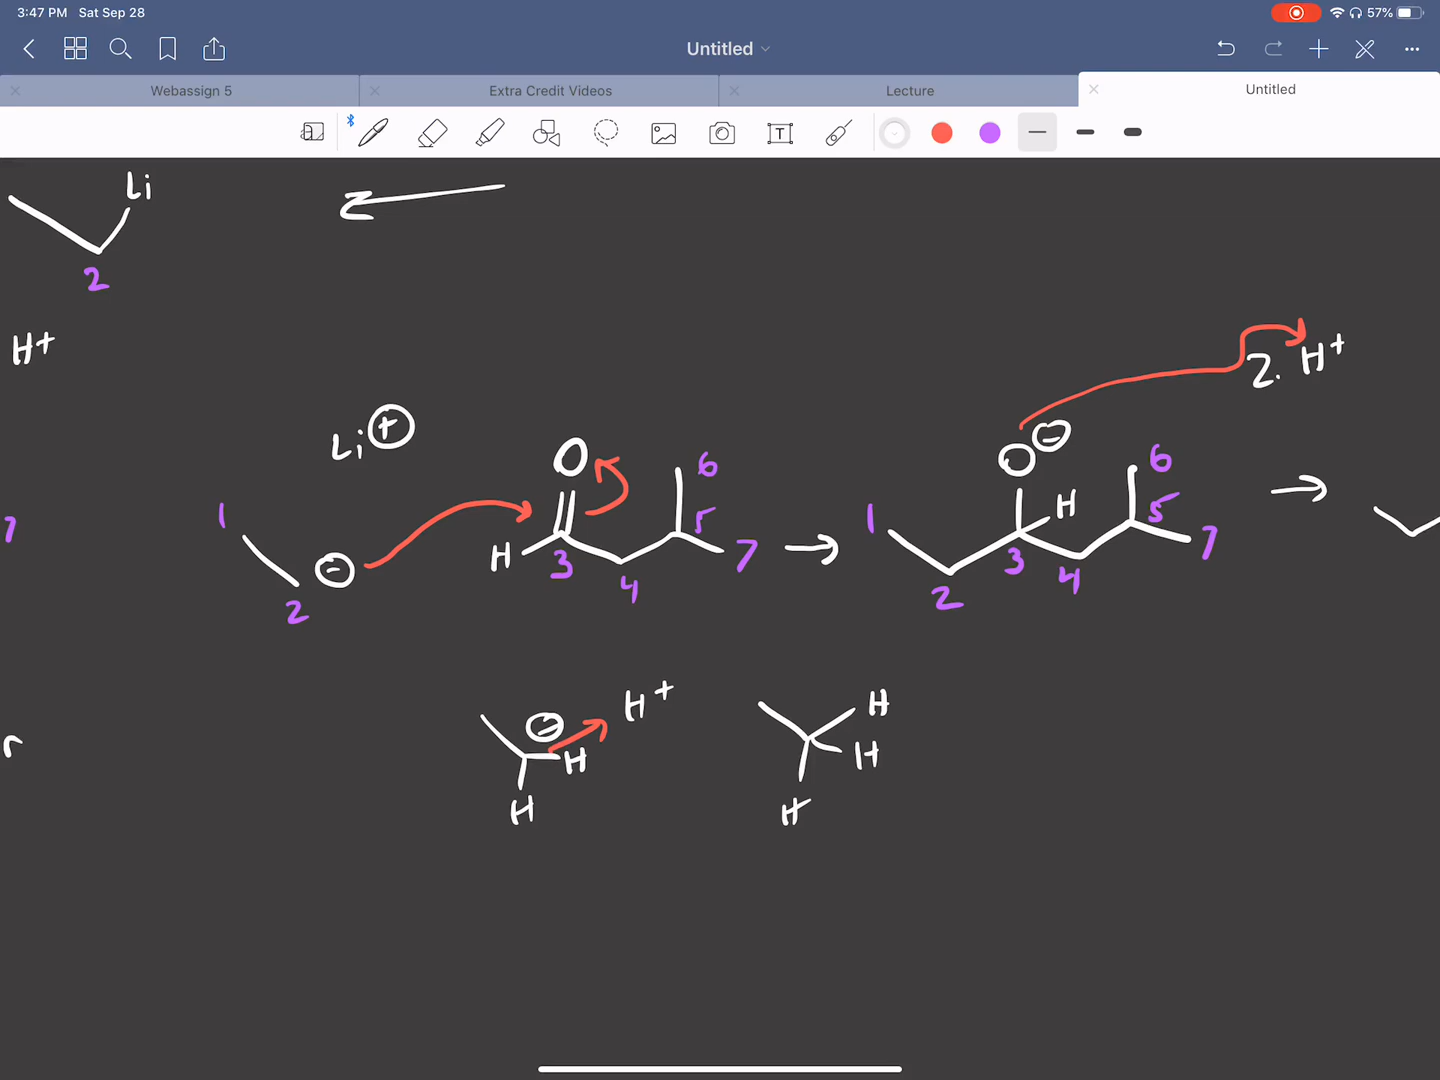 3:47 PM Sat Sep 28
57%
Untitled
Webassign 5
Extra Credit Videos
Lecture
Untitled
T
Li
2
H+
2. H+
Li +
O
6
1
H
3
4
5
7
2
O
H
1
2
3
4
5
6
7
7
H+
H
H
H
H
H
r